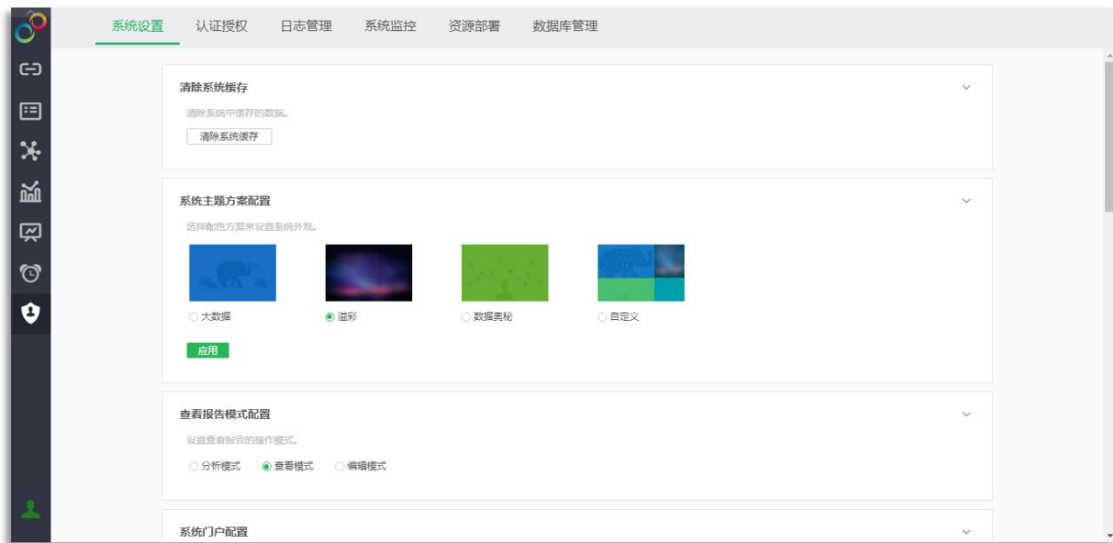 系统设置 认证授权 日志管理 系统监控 资源部署 数据库管理
清除系统缓存
清除系统中缓存的数据。
清除系统缓存
系统主题方案配置
选择配色方案来设置系统外观。
大数据 溢彩 数据奥秘 自定义
应用
查看报告模式配置
设置查看报告的操作模式。
分析模式 查看模式 编辑模式
系统门户配置